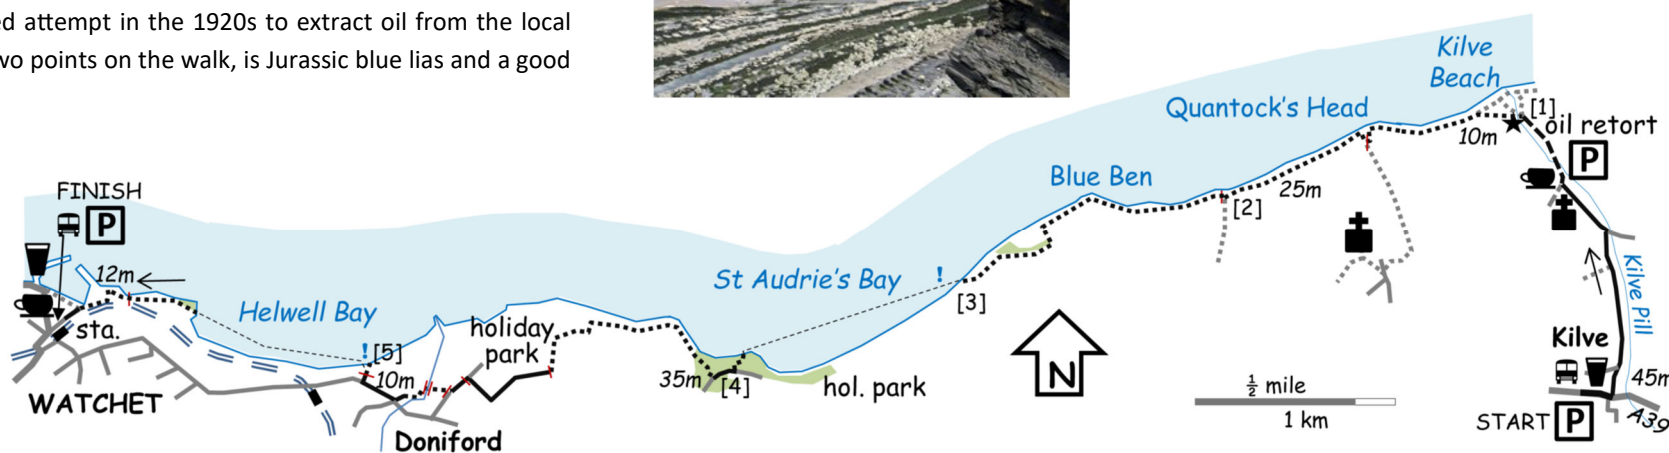 ed attempt in the 1920s to extract oil from the local
wo points on the walk, is Jurassic blue lias and a good
Kilve
Beach
Quantock's Head
[1]
oil retort
10m
P
Blue Ben
25m
[2]
FINISH
P
12m
St Audrie's Bay
!
[3]
Kilve Pill
Helwell Bay
sta.
holiday
park
! [5]
10m
Kilve
35m
[4]
hol. park
N
½ mile
1 km
45m
WATCHET
START P
A39
Doniford